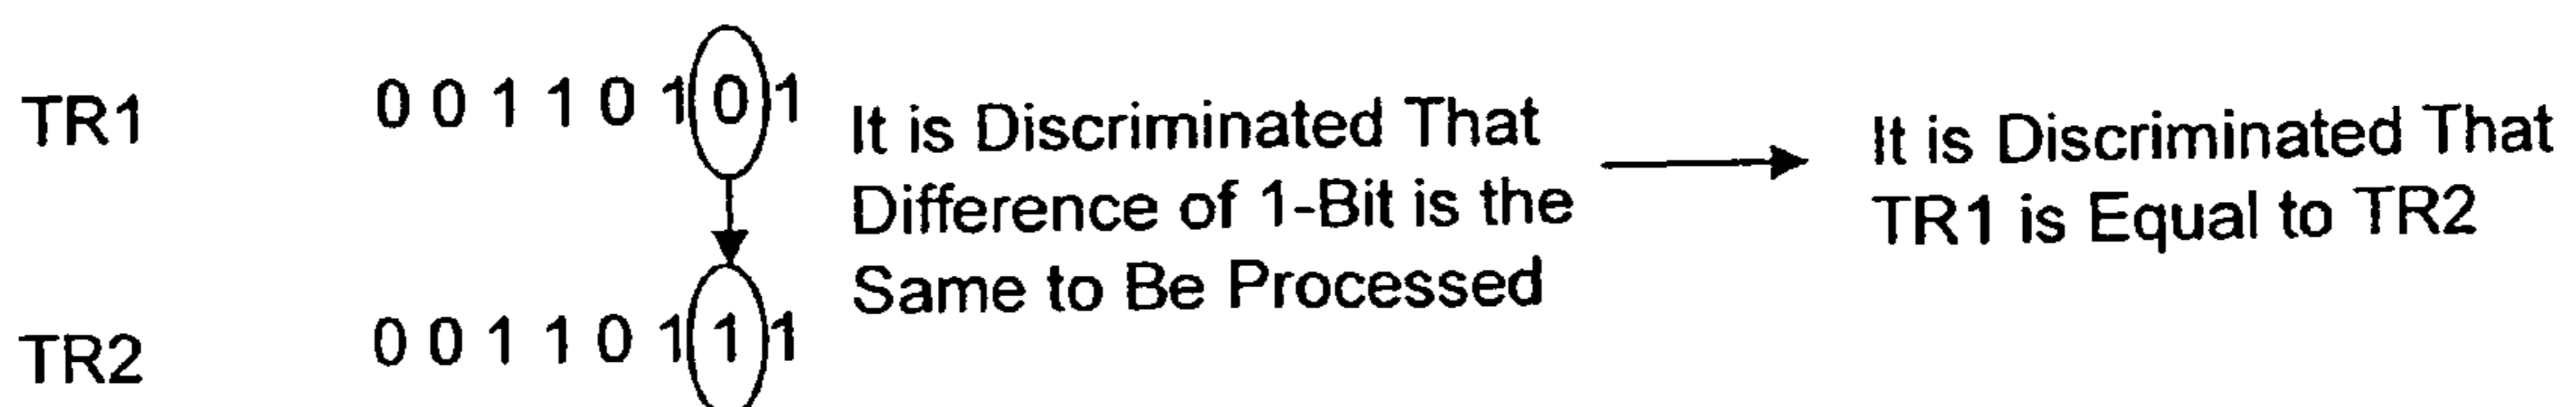 TR1 0 0 1 1 0 1 0 1
It is Discriminated That
Difference of 1-Bit is the
Same to Be Processed
It is Discriminated That
TR1 is Equal to TR2
TR2 0 0 1 1 0 1 1 1